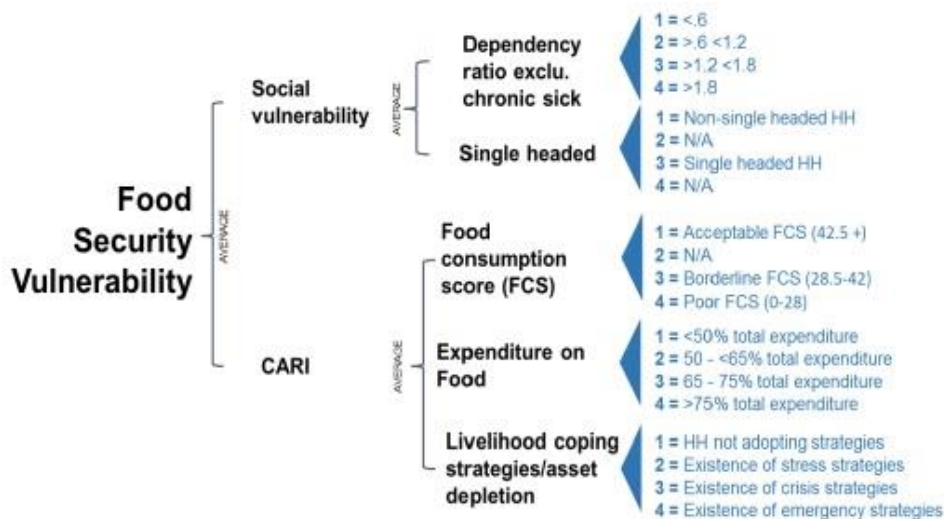 Food
Security
Vulnerability
AVERAGE
Social
vulnerability
AVERAGE
Dependency
ratio exclu.
chronic sick
1 = <.6
2 = >.6 <1.2
3 = >1.2 <1.8
4 = >1.8
Single headed
1 = Non-single headed HH
2 = N/A
3 = Single headed HH
4 = N/A
CARI
AVERAGE
Food
consumption
score (FCS)
1 = Acceptable FCS (42.5 +)
2 = N/A
3 = Borderline FCS (28.5-42)
4 = Poor FCS (0-28)
Expenditure on
Food
1 = <50% total expenditure
2 = 50 - <65% total expenditure
3 = 65 - 75% total expenditure
4 = >75% total expenditure
Livelihood coping
strategies/asset
depletion
1 = HH not adopting strategies
2 = Existence of stress strategies
3 = Existence of crisis strategies
4 = Existence of emergency strategies